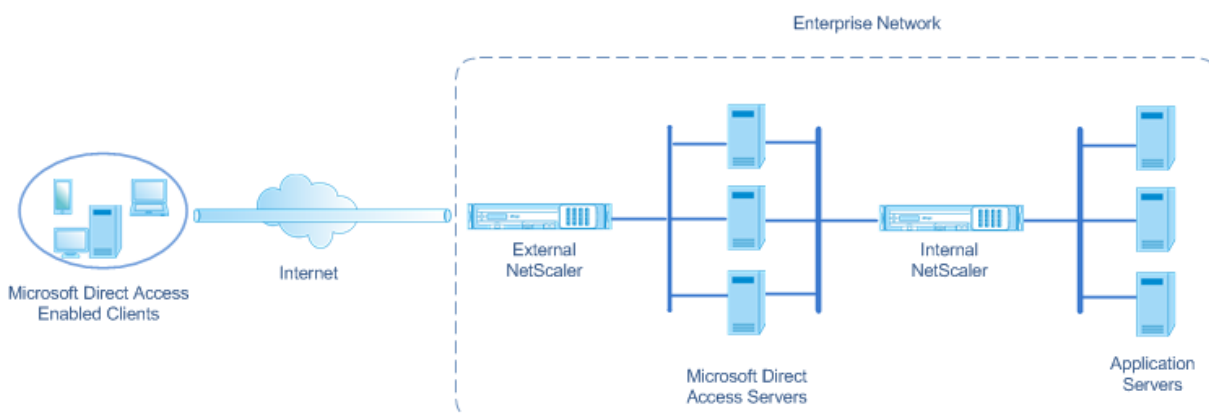 Enterprise Network
External
NetScaler
Internal
NetScaler
Internet
Microsoft Direct Access
Enabled Clients
Microsoft Direct
Access Servers
Application
Servers